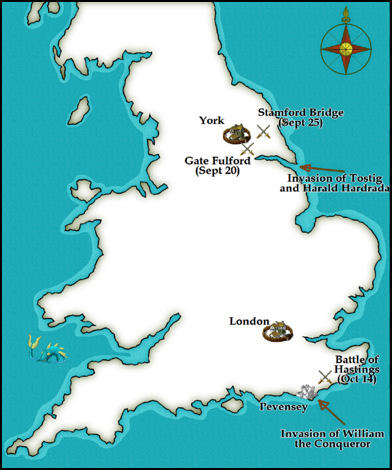 York
Stamford Bridge
(Sept 25)
Gate Fulford
(Sept 20)
Invasion of Tostig
and Harald Hardrada
London
Battle of
Hastings
(Oct 14)
Pevensey
Invasion of William
the Conqueror